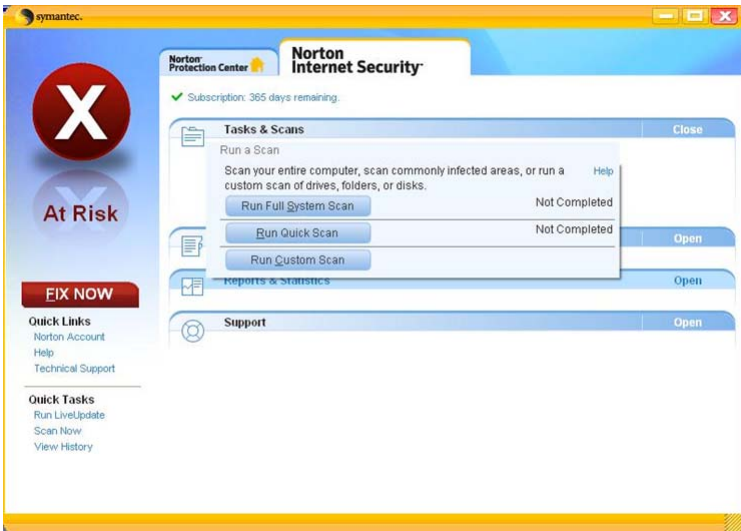 symantec.
Norton Protection Center
Norton Internet Security
Subscription: 365 days remaining.
X
At Risk
FIX NOW
Quick Links
Norton Account
Help
Technical Support
Quick Tasks
Run LiveUpdate
Scan Now
View History
Tasks & Scans Close
Run a Scan
Scan your entire computer, scan commonly infected areas, or run a Help
custom scan of drives, folders, or disks.
Run Full System Scan Not Completed
Run Quick Scan Not Completed
Run Custom Scan
Open
Reports & Statistics Open
Support Open